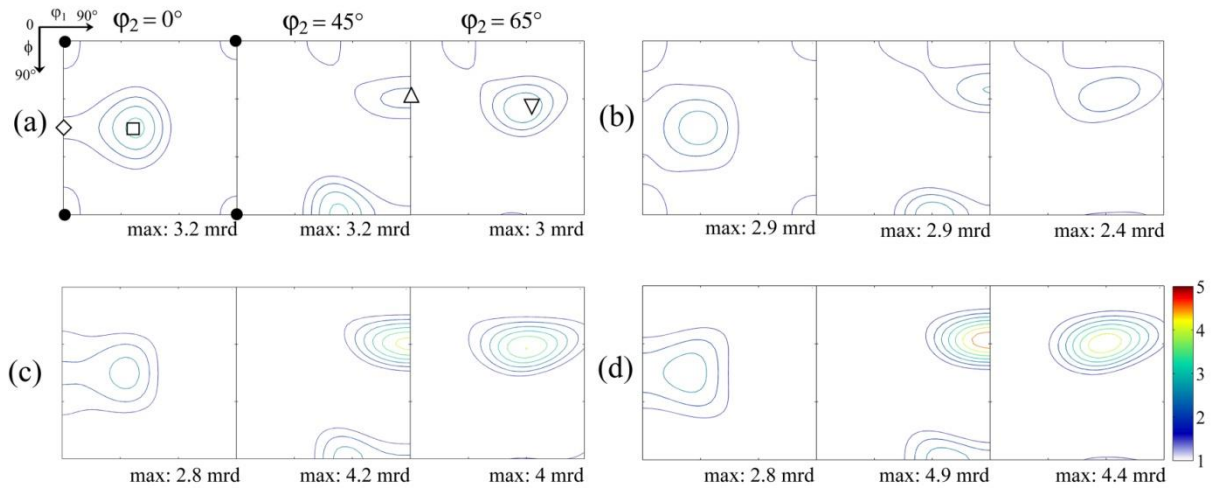 0 φ1 90° φ2 = 0° φ2 = 45° φ2 = 65°
ϕ
90°
(a)
max: 3.2 mrd max: 3.2 mrd max: 3 mrd
(b)
max: 2.9 mrd max: 2.9 mrd max: 2.4 mrd
(c)
max: 2.8 mrd max: 4.2 mrd max: 4 mrd
(d)
max: 2.8 mrd max: 4.9 mrd max: 4.4 mrd
5
4
3
2
1